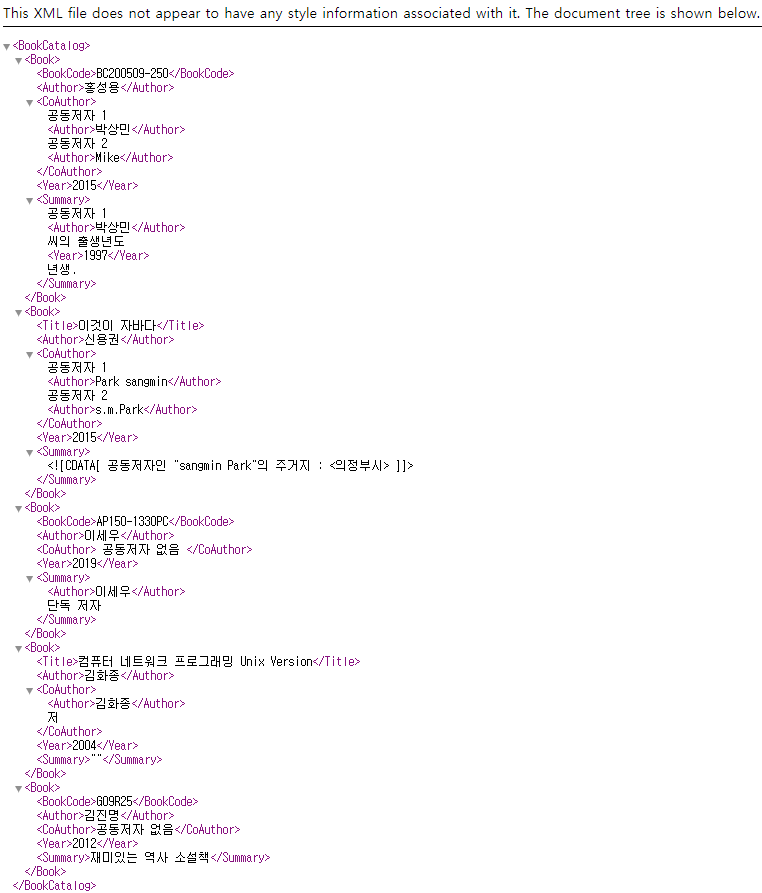 This XML file does not appear to have any style information associated with it. The document tree is shown below.
<BookCatalog>
<Book>
<BookCode>BC200509-250</BookCode>
<Author>홍성용</Author>
<CoAuthor>
공동저자 1
<Author>박상민</Author>
공동저자 2
<Author>Mike</Author>
</CoAuthor>
<Year>2015</Year>
<Summary>
공동저자 1
<Author>박상민</Author>
씨의 출생년도
<Year>1997</Year>
년생.
</Summary>
</Book>
<Book>
<Title>이것이 자바다</Title>
<Author>신용권</Author>
<CoAuthor>
공동저자 1
<Author>Park sangmin</Author>
공동저자 2
<Author>s.m.Park</Author>
</CoAuthor>
<Year>2015</Year>
<Summary>
<![CDATA[ 공동저자인 "sangmin Park"의 주거지 : <의정부시> ]]>
</Summary>
</Book>
<Book>
<BookCode>AP150-1330PC</BookCode>
<Author>이세우</Author>
<CoAuthor> 공동저자 없음 </CoAuthor>
<Year>2019</Year>
<Summary>
<Author>이세우</Author>
단독 저자
</Summary>
</Book>
<Book>
<Title>컴퓨터 네트워크 프로그래밍 Unix Version</Title>
<Author>김화종</Author>
<CoAuthor>
<Author>김화종</Author>
저
</CoAuthor>
<Year>2004</Year>
<Summary>""</Summary>
</Book>
<Book>
<BookCode>G09R25</BookCode>
<Author>김진명</Author>
<CoAuthor>공동저자 없음</CoAuthor>
<Year>2012</Year>
<Summary>재미있는 역사 소설책</Summary>
</Book>
</BookCatalog>